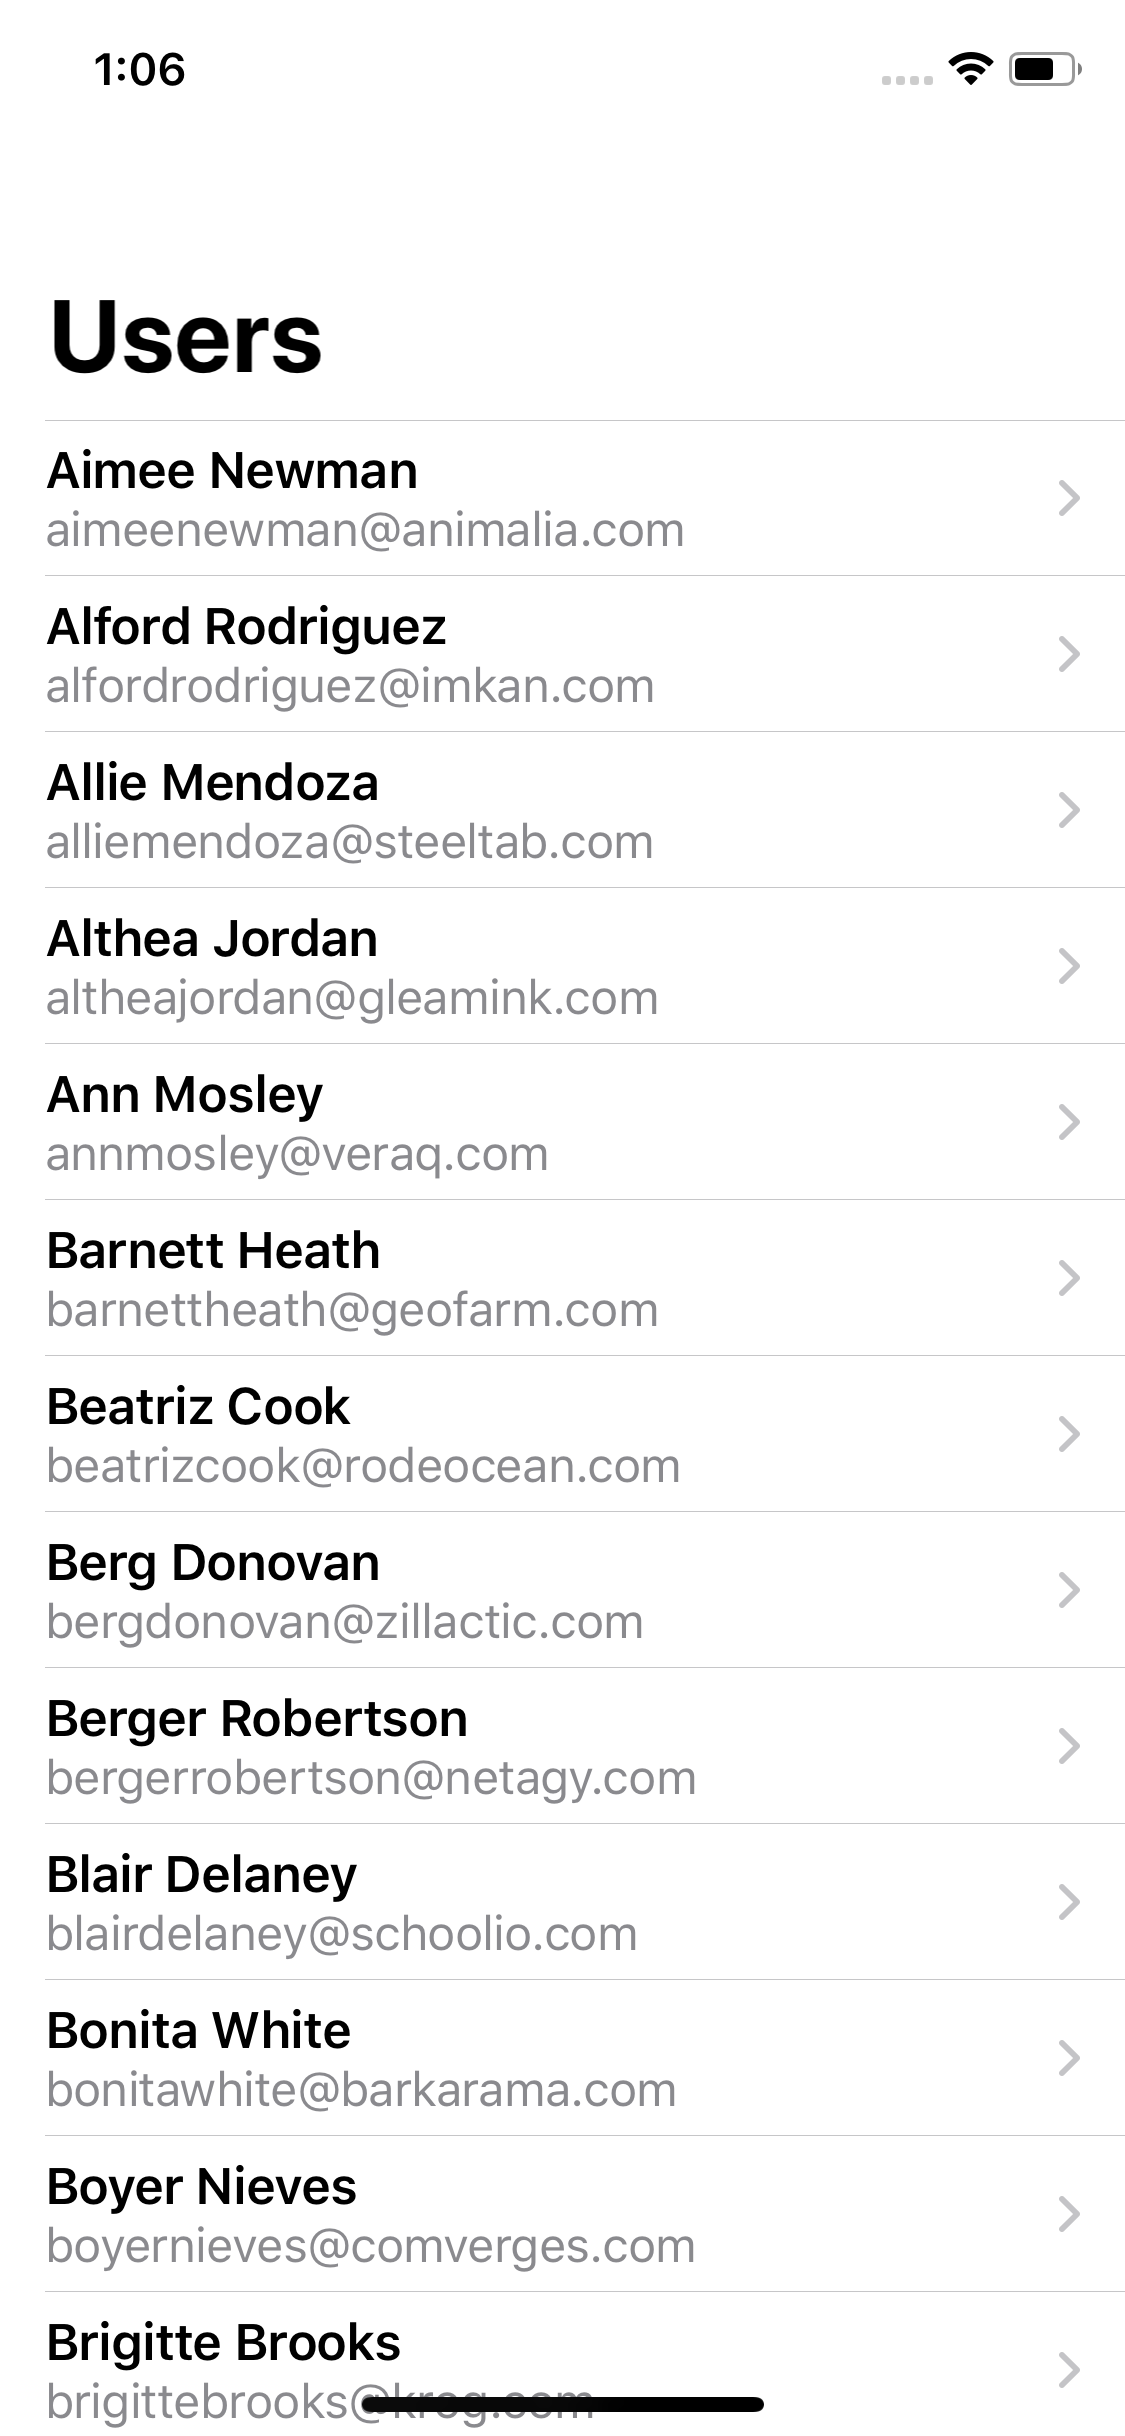 1:06
Users
Aimee Newman
aimeenewman@animalia.com
Alford Rodriguez
alfordrodriguez@imkan.com
Allie Mendoza
alliemendoza@steeltab.com
Althea Jordan
altheajordan@gleamink.com
Ann Mosley
annmosley@veraq.com
Barnett Heath
barnettheath@geofarm.com
Beatriz Cook
beatrizcook@rodeocean.com
Berg Donovan
bergdonovan@zillactic.com
Berger Robertson
bergerrobertson@netagy.com
Blair Delaney
blairdelaney@schoolio.com
Bonita White
bonitawhite@barkarama.com
Boyer Nieves
boyernieves@comverges.com
Brigitte Brooks
brigittebrooks@krog.com